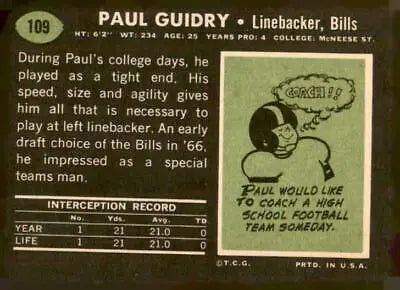 109
PAUL GUIDRY • Linebacker, Bills
HT: 6'2" WT: 234 AGE: 25 YEARS PRO: 4 COLLEGE: McNEESE ST.
During Paul's college days, he
played as a tight end. His
speed, size and agility gives
him all that is necessary to
play at left linebacker. An early
draft choice of the Bills in '66,
he impressed as a special
teams man.
INTERCEPTION RECORD
No. Yds. Avg. TD
YEAR 1 21 21.0 0
LIFE 1 21 21.0 0
COACH!!
PAUL WOULD LIKE
TO COACH A HIGH
SCHOOL FOOTBALL
TEAM SOMEDAY.
©T.C.G. PRTD. IN U.S.A.